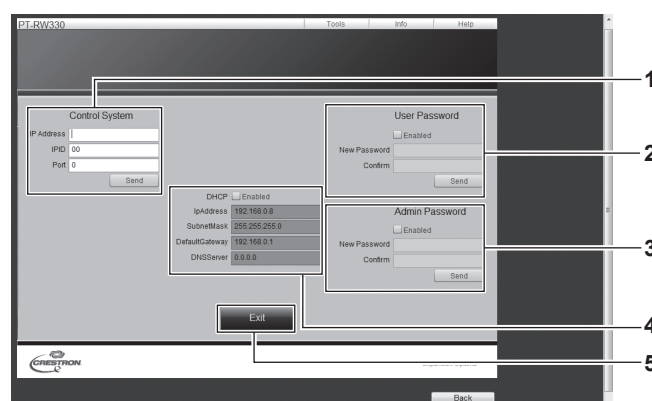 PT-RW330
Tools Info Help
1
Control System
IP Address
IPID 00
Port 0
Send
User Password
Enabled
New Password
Confirm
Send
2
DHCP Enabled
IpAddress 192.168.0.8
SubnetMask 255.255.255.0
DefaultGateway 192.168.0.1
DNSServer 0.0.0.0
Admin Password
Enabled
New Password
Confirm
Send
3
Exit
4
CRESTRON
5
Back